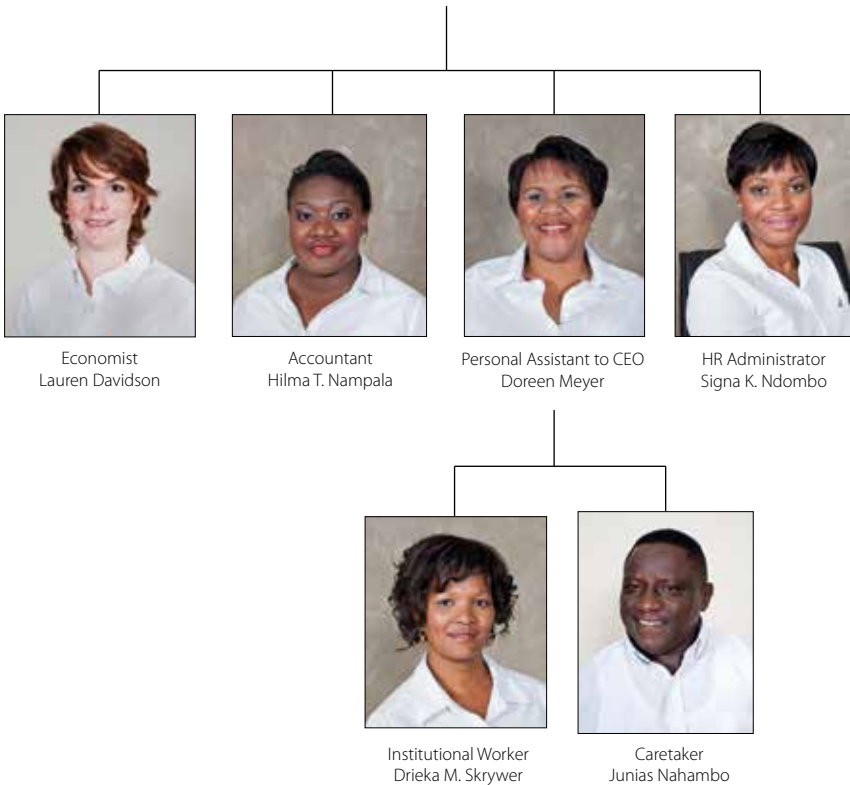 Economist
Lauren Davidson
Accountant
Hilma T. Nampala
Personal Assistant to CEO
Doreen Meyer
HR Administrator
Signa K. Ndombo
Institutional Worker
Drieka M. Skrywer
Caretaker
Junias Nahambo